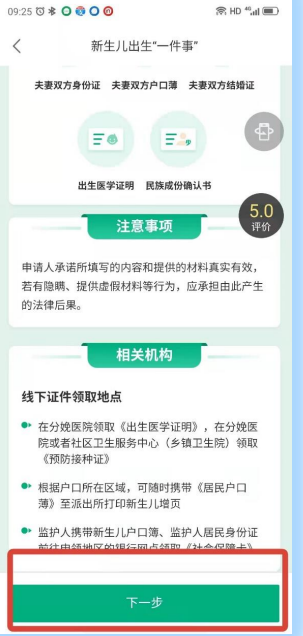 09:25 HD 4G
新生儿出生“一件事”
夫妻双方身份证 夫妻双方户口薄 夫妻双方结婚证
出生医学证明 民族成份确认书
5.0
评价
注意事项
申请人承诺所填写的内容和提供的材料真实有效，
若有隐瞒、提供虚假材料等行为，应承担由此产生
的法律后果。
相关机构
线下证件领取地点
在分娩医院领取《出生医学证明》，在分娩医
院或者社区卫生服务中心（乡镇卫生院）领取
《预防接种证》
根据户口所在区域，可随时携带《居民户口
薄》至派出所打印新生儿增页
监护人携带新生儿户口簿、监护人居民身份证
前往申领地区的银行网点领取《社会保障卡》
下一步